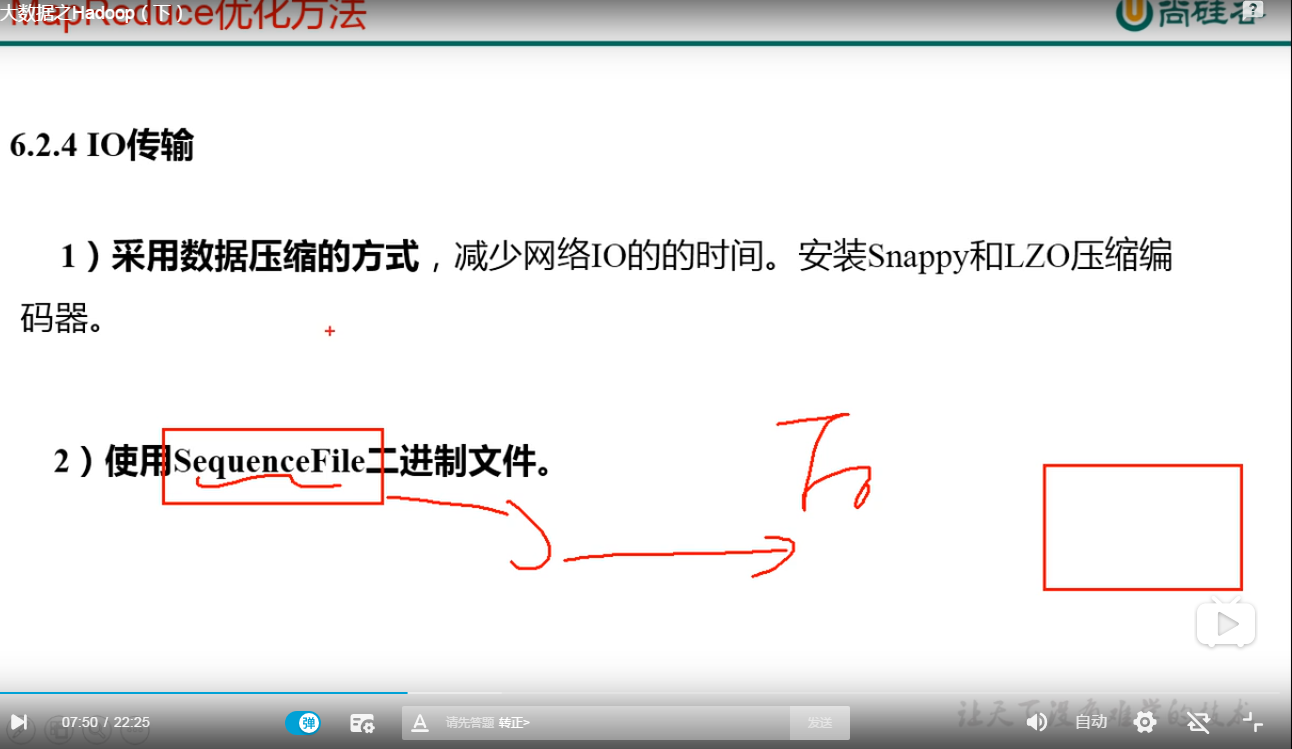 大数据之Hadoop（下）
MapReduce优化方法
尚硅谷
?
6.2.4 IO传输
1）采用数据压缩的方式，减少网络IO的的时间。安装Snappy和LZO压缩编
码器。
2）使用SequenceFile二进制文件。
让天下没有难学的技术
07:50 / 22:25
弹
A
请先答题 转正>
发送
自动